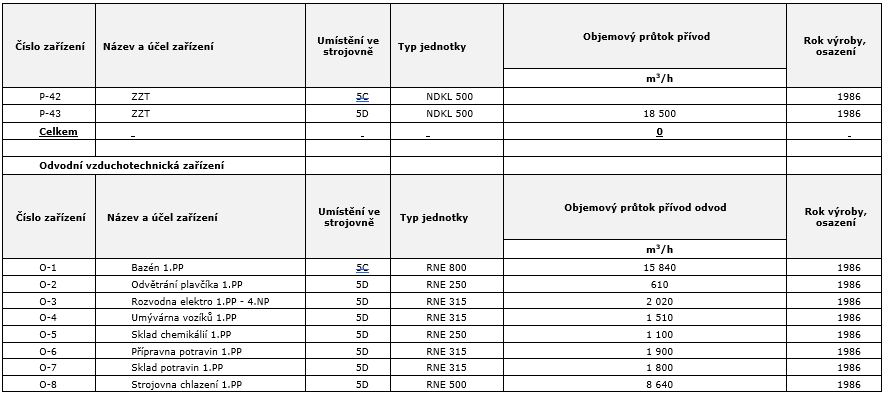 Číslo zařízení Název a účel zařízení Umístění ve strojovně Typ jednotky Objemový průtok přívod Rok výroby, osazení
m³/h
P-42 ZZT 5C NDKL 500 1986
P-43 ZZT 5D NDKL 500 18 500 1986
Celkem 0
Odvodní vzduchotechnická zařízení
Číslo zařízení Název a účel zařízení Umístění ve strojovně Typ jednotky Objemový průtok přívod odvod Rok výroby, osazení
m³/h
O-1 Bazén 1.PP 5C RNE 800 15 840 1986
O-2 Odvětrání plavčíka 1.PP 5D RNE 250 610 1986
O-3 Rozvodna elektro 1.PP - 4.NP 5D RNE 315 2 020 1986
O-4 Umývárna vozíků 1.PP 5D RNE 315 1 510 1986
O-5 Sklad chemikálií 1.PP 5D RNE 250 1 100 1986
O-6 Přípravna potravin 1.PP 5D RNE 315 1 900 1986
O-7 Sklad potravin 1.PP 5D RNE 315 1 800 1986
O-8 Strojovna chlazení 1.PP 5D RNE 500 8 640 1986